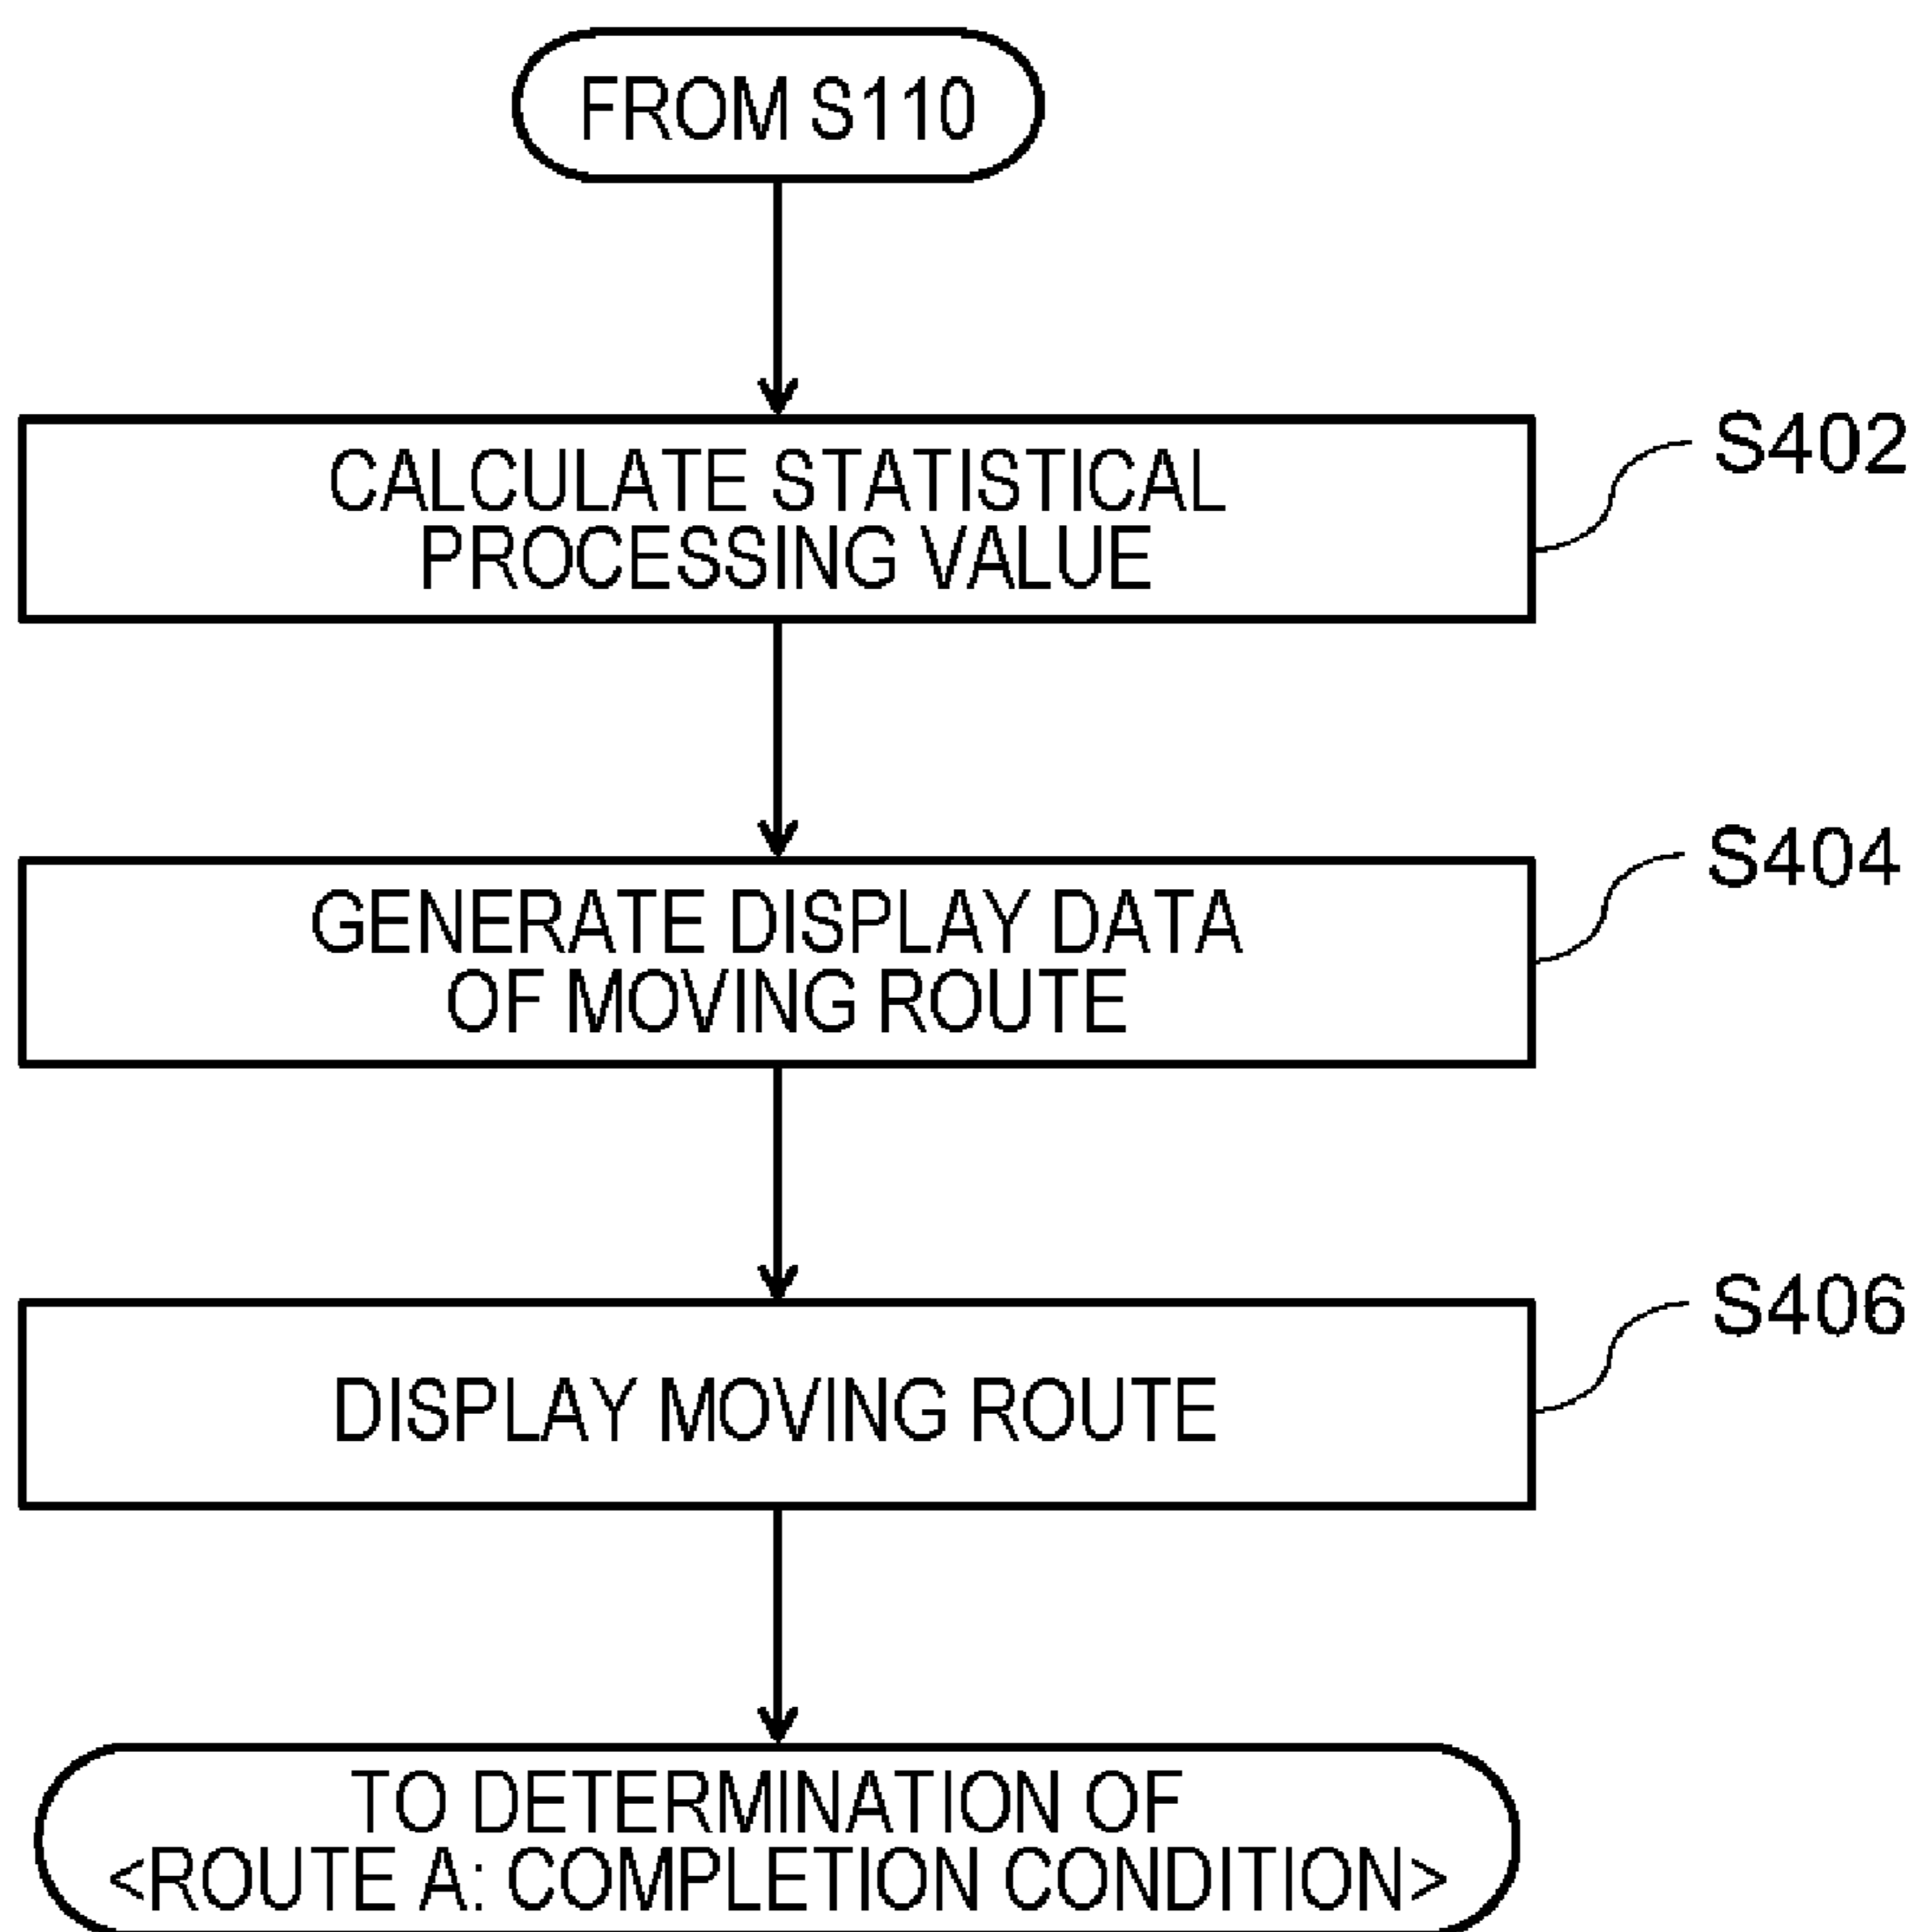 FROM S110
CALCULATE STATISTICAL
PROCESSING VALUE
S402
GENERATE DISPLAY DATA
OF MOVING ROUTE
S404
DISPLAY MOVING ROUTE
S406
TO DETERMINATION OF
<ROUTE A: COMPLETION CONDITION>